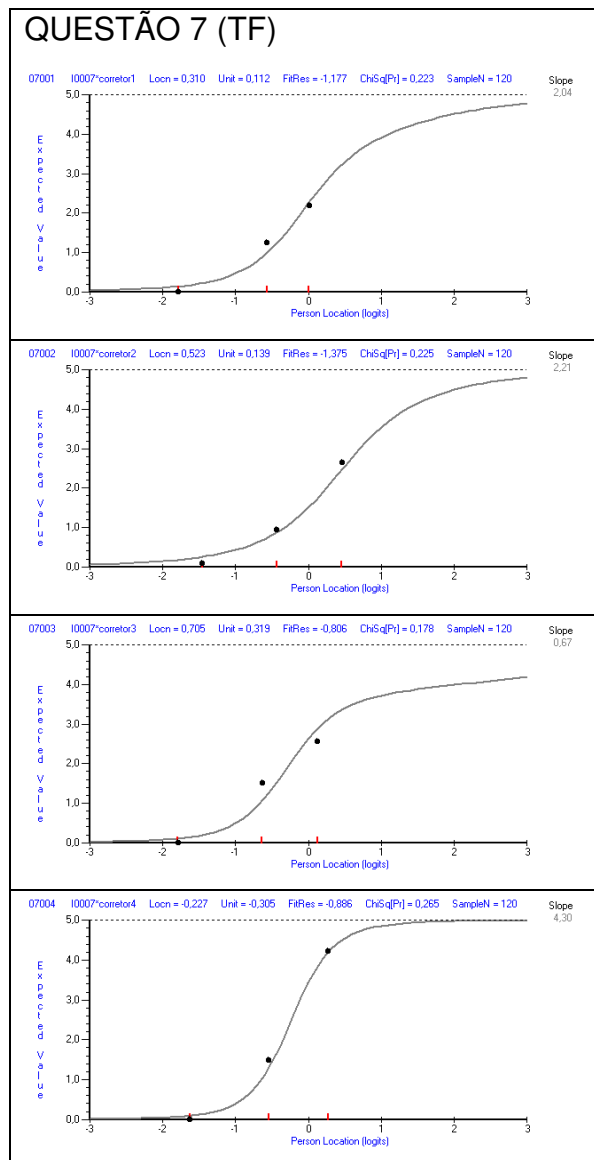 QUESTÃO 7 (TF)
07001 I0007*corretor1 Locn = 0,310 Unit = 0,112 FitRes = -1,177 ChiSq[Pr] = 0,223 SampleN = 120 Slope
2,04
5,0
4,0
3,0
2,0
1,0
0,0
Expected Value
-3 -2 -1 0 1 2 3
Person Location (logits)
07002 I0007*corretor2 Locn = 0,523 Unit = 0,139 FitRes = -1,375 ChiSq[Pr] = 0,225 SampleN = 120 Slope
2,21
5,0
4,0
3,0
2,0
1,0
0,0
Expected Value
-3 -2 -1 0 1 2 3
Person Location (logits)
07003 I0007*corretor3 Locn = 0,705 Unit = 0,319 FitRes = -0,806 ChiSq[Pr] = 0,178 SampleN = 120 Slope
0,67
5,0
4,0
3,0
2,0
1,0
0,0
Expected Value
-3 -2 -1 0 1 2 3
Person Location (logits)
07004 I0007*corretor4 Locn = -0,227 Unit = -0,305 FitRes = -0,886 ChiSq[Pr] = 0,265 SampleN = 120 Slope
4,30
5,0
4,0
3,0
2,0
1,0
0,0
Expected Value
-3 -2 -1 0 1 2 3
Person Location (logits)